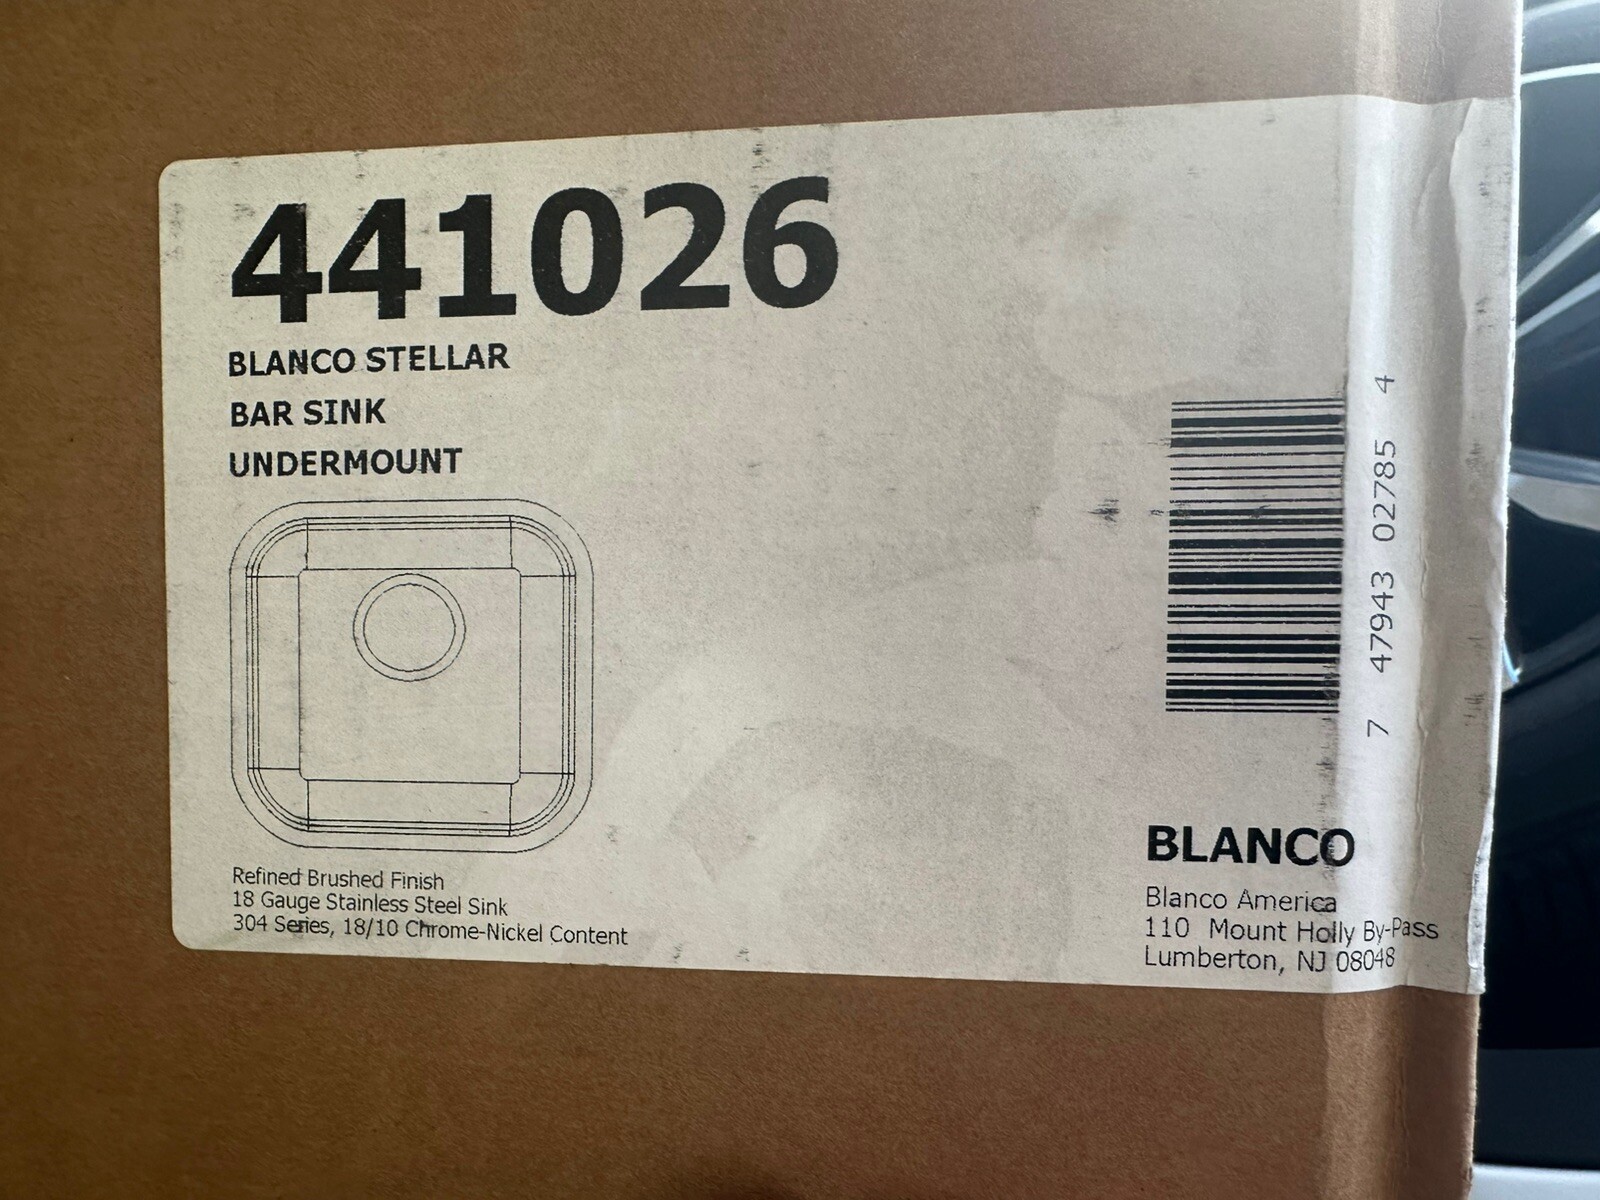 441026
BLANCO STELLAR
BAR SINK
UNDERMOUNT
Refined Brushed Finish
18 Gauge Stainless Steel Sink
304 Series, 18/10 Chrome-Nickel Content
7 47943 02785 4
BLANCO
Blanco America
110 Mount Holly By-Pass
Lumberton, NJ 08048